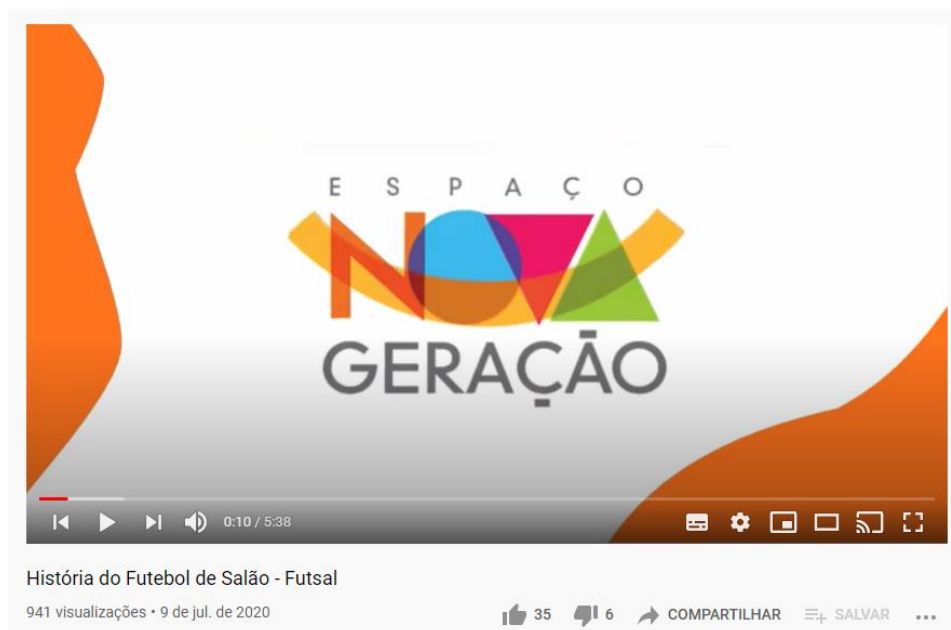 ESPAÇO
NOVA
GERAÇÃO
0:10 / 5:38
História do Futebol de Salão - Futsal
941 visualizações • 9 de jul. de 2020
35 6 COMPARTILHAR SALVAR